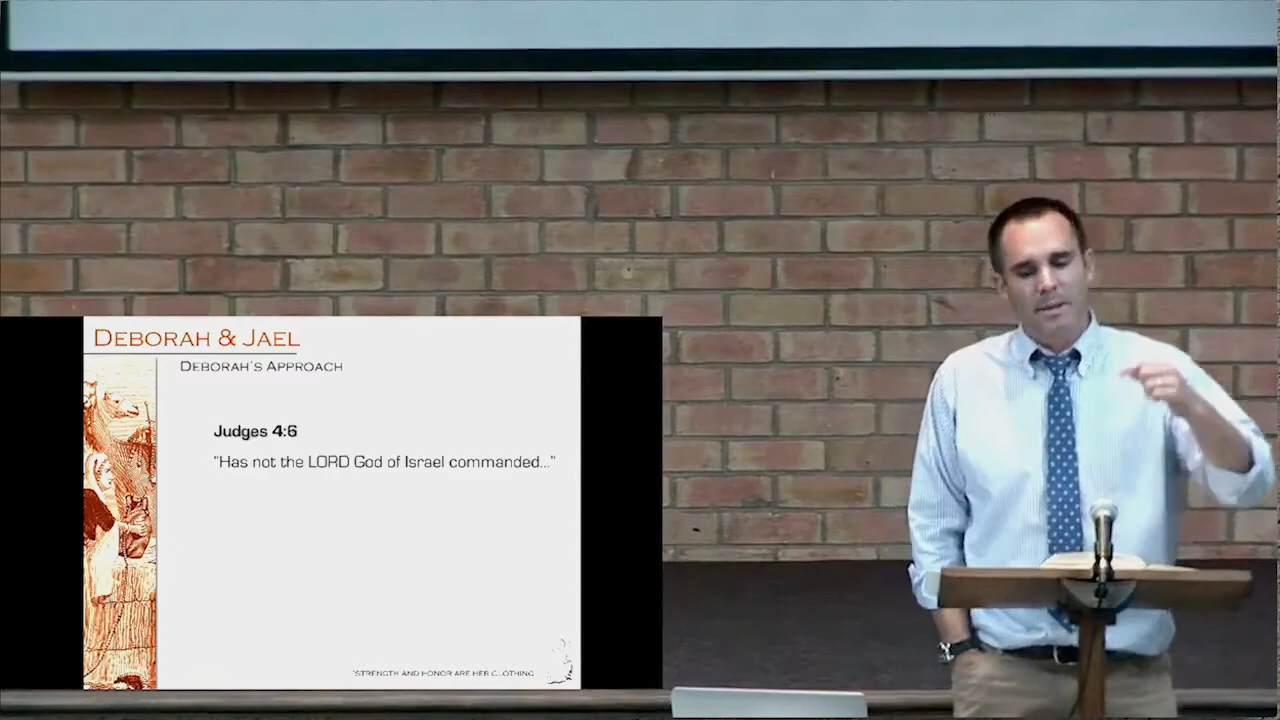 DEBORAH & JAEL
DEBORAH'S APPROACH
Judges 4:6
"Has not the LORD God of Israel commanded..."
"STRENGTH AND HONOR ARE HER CLOTHING